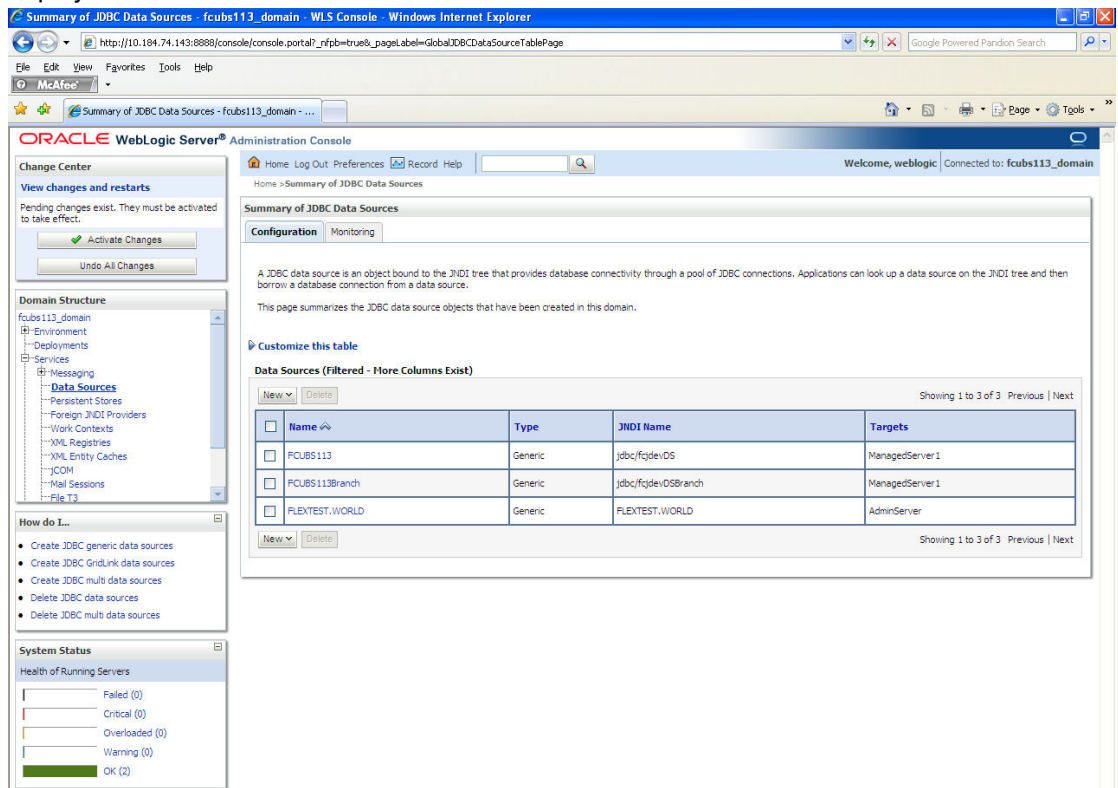 Summary of JDBC Data Sources - fcubs113_domain - WLS Console - Windows Internet Explorer
http://10.184.74.143:8888/console/console.portal?_nfpb=true&_pageLabel=GlobalJDBCDataSourceTablePage
Google Powered Pandion Search
File Edit View Favorites Tools Help
McAfee
Summary of JDBC Data Sources - fcubs113_domain - ...
Page Tools
ORACLE WebLogic Server® Administration Console
Change Center
View changes and restarts
Pending changes exist. They must be activated
to take effect.
Activate Changes
Undo All Changes
Domain Structure
fcubs113_domain
Environment
Deployments
Services
Messaging
Data Sources
Persistent Stores
Foreign JNDI Providers
Work Contexts
XML Registries
XML Entity Caches
jCOM
Mail Sessions
File T3
How do I...
Create JDBC generic data sources
Create JDBC GridLink data sources
Create JDBC multi data sources
Delete JDBC data sources
Delete JDBC multi data sources
System Status
Health of Running Servers
Failed (0)
Critical (0)
Overloaded (0)
Warning (0)
OK (2)
Home Log Out Preferences Record Help
Welcome, weblogic Connected to: fcubs113_domain
Home >Summary of JDBC Data Sources
Summary of JDBC Data Sources
Configuration Monitoring
A JDBC data source is an object bound to the JNDI tree that provides database connectivity through a pool of JDBC connections. Applications can look up a data source on the JNDI tree and then
borrow a database connection from a data source.
This page summarizes the JDBC data source objects that have been created in this domain.
Customize this table
Data Sources (Filtered - More Columns Exist)
New Delete Showing 1 to 3 of 3 Previous | Next
Name Type JNDI Name Targets
FCUBS113 Generic jdbc/fcjdevDS ManagedServer1
FCUBS113Branch Generic jdbc/fcjdevDSBranch ManagedServer1
FLEXTEST.WORLD Generic FLEXTEST.WORLD AdminServer
New Delete Showing 1 to 3 of 3 Previous | Next